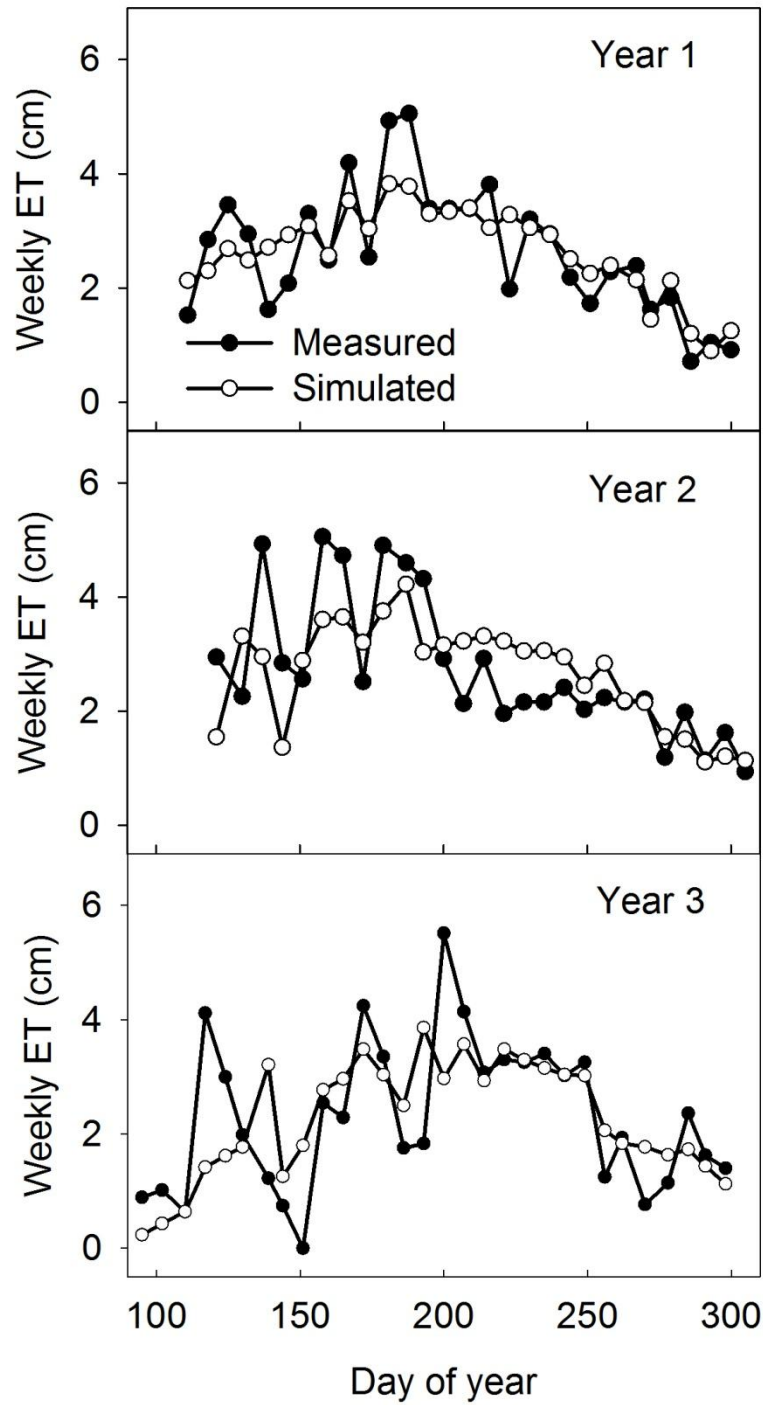 Year 1
6
4
2
0
Weekly ET (cm)
Measured
Simulated
Year 2
6
4
2
0
Weekly ET (cm)
Year 3
6
4
2
0
Weekly ET (cm)
100 150 200 250 300
Day of year